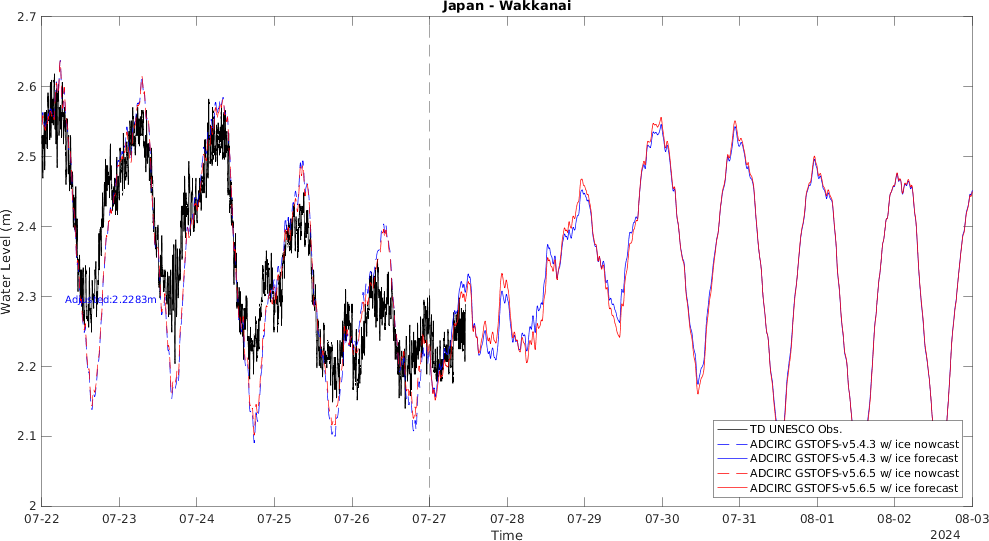 Japan - Wakkanai
2.7
2.6
2.5
2.4
2.3
2.2
2.1
2
Water Level (m)
Adjusted:2.2283m
TD UNESCO Obs.
ADCIRC GSTOFS-v5.4.3 w/ ice nowcast
ADCIRC GSTOFS-v5.4.3 w/ ice forecast
ADCIRC GSTOFS-v5.6.5 w/ ice nowcast
ADCIRC GSTOFS-v5.6.5 w/ ice forecast
07-22 07-23 07-24 07-25 07-26 07-27 07-28 07-29 07-30 07-31 08-01 08-02 08-03
Time
2024